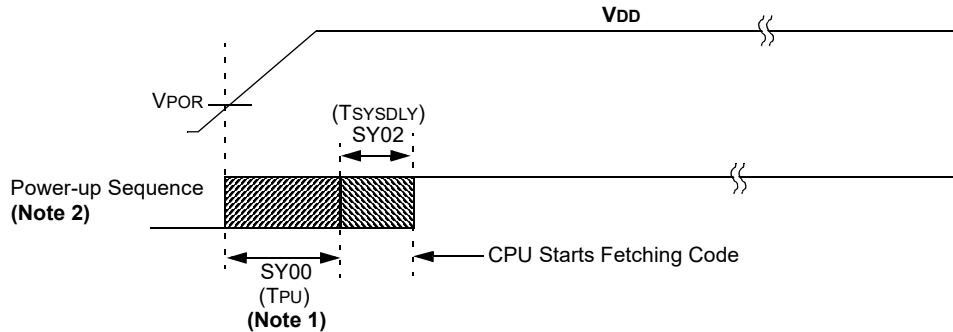 VDD
VPOR
(TSYSDLY)
SY02
Power-up Sequence
(Note 2)
CPU Starts Fetching Code
SY00
(TPU)
(Note 1)